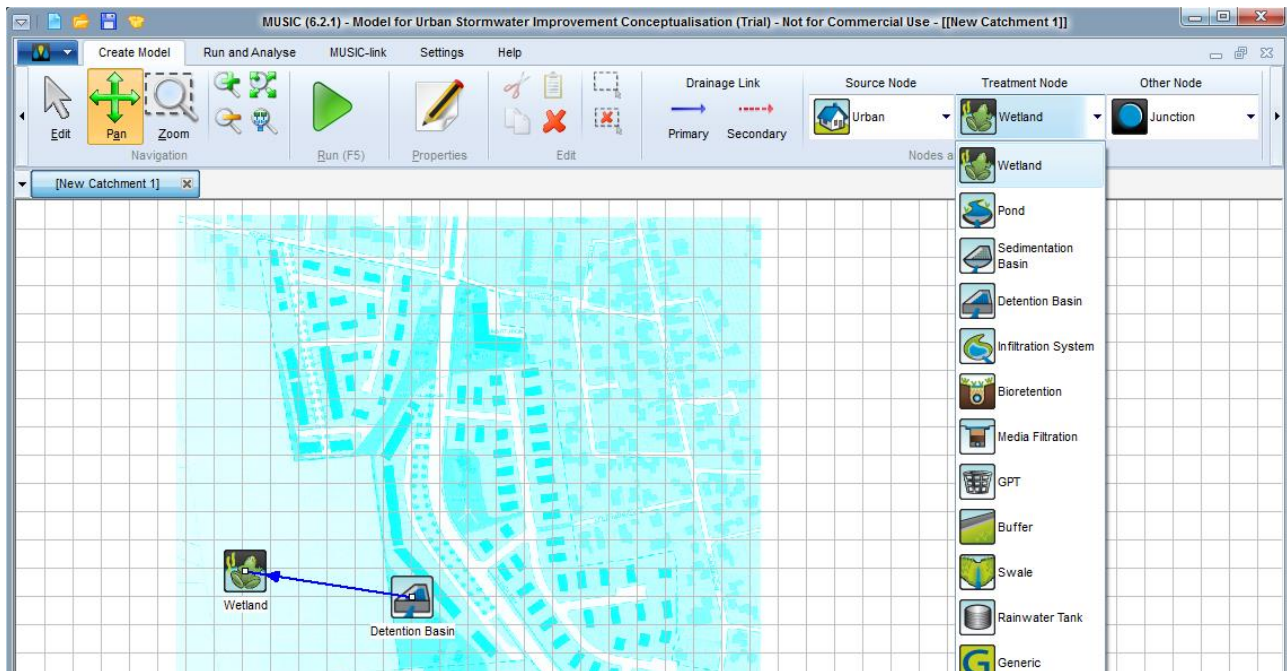 MUSIC (6.2.1) - Model for Urban Stormwater Improvement Conceptualisation (Trial) - Not for Commercial Use - [[New Catchment 1]]
Create Model Run and Analyse MUSIC-link Settings Help
Drainage Link Source Node Treatment Node Other Node
Urban Wetland Junction
Edit Pan Zoom Primary Secondary
Navigation Run (F5) Properties Edit Nodes a
Wetland
[New Catchment 1]
Pond
Sedimentation
Basin
Detention Basin
Infiltration System
Bioretention
Media Filtration
GPT
Buffer
Swale
Wetland
Rainwater Tank
Detention Basin
Generic